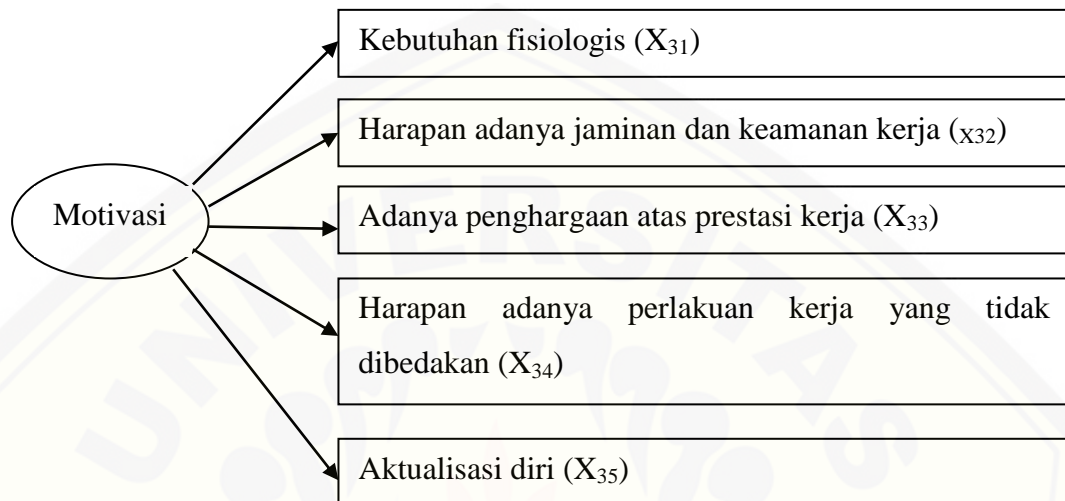 Kebutuhan fisiologis (X₃₁)
Harapan adanya jaminan dan keamanan kerja (ₓ₃₂)
Motivasi
Adanya penghargaan atas prestasi kerja (X₃₃)
Harapan adanya perlakuan kerja yang tidak
dibedakan (X₃₄)
Aktualisasi diri (X₃₅)
UNIVERSITAS